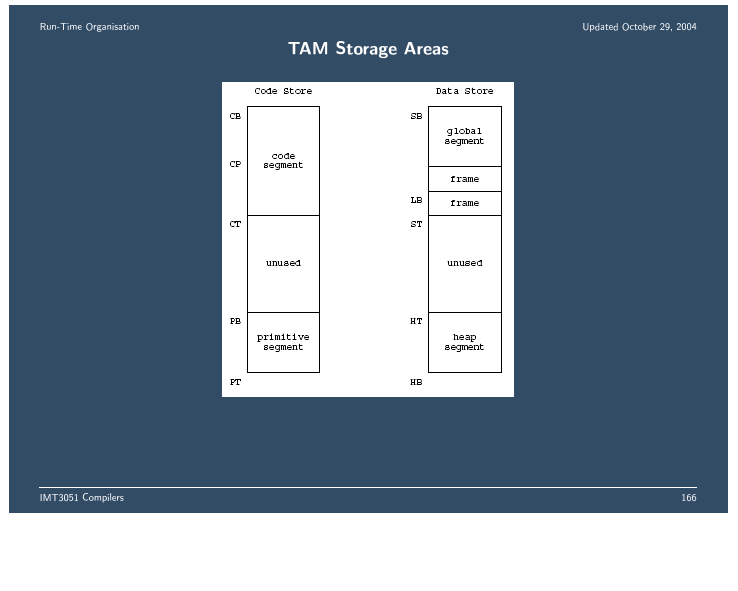 Run-Time Organisation
Updated October 29, 2004
TAM Storage Areas
Code Store
Data Store
CB
CP
code
segment
CT
unused
PB
primitive
segment
PT
SB
global
segment
frame
LB
frame
ST
unused
HT
heap
segment
HB
IMT3051 Compilers
166